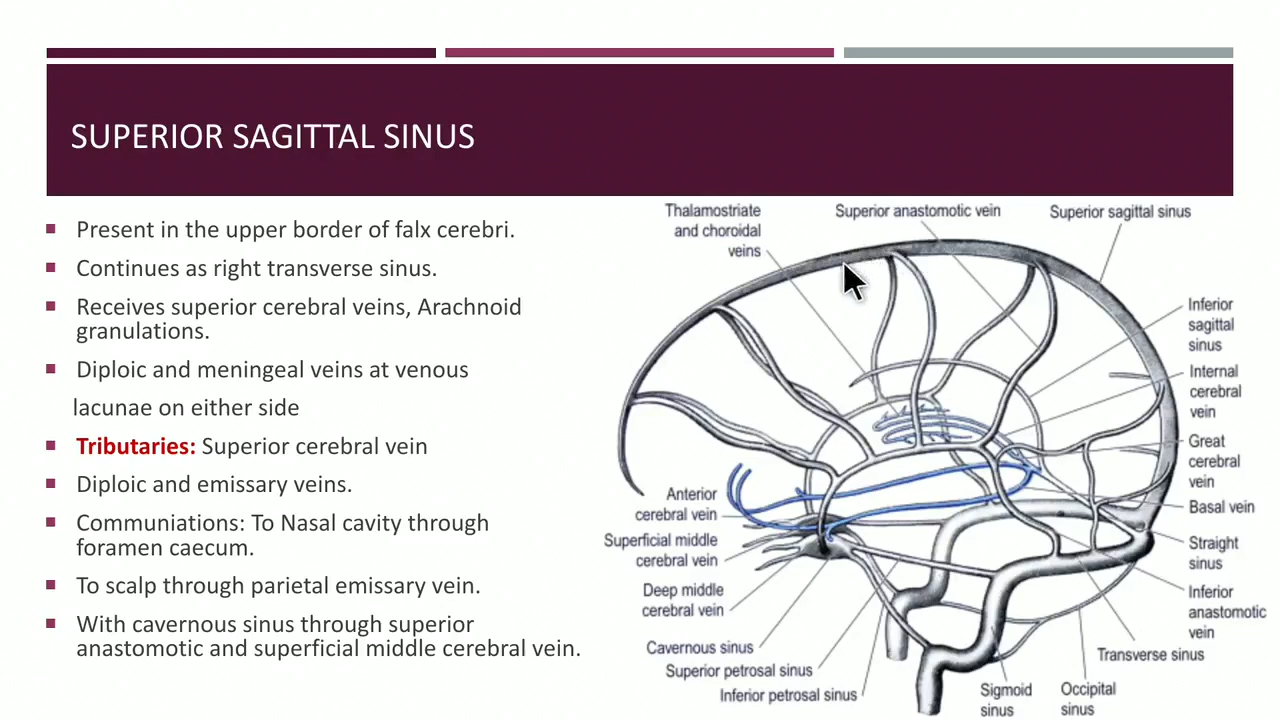 SUPERIOR SAGITTAL SINUS
Present in the upper border of falx cerebri.
Continues as right transverse sinus.
Receives superior cerebral veins, Arachnoid
granulations.
Diploic and meningeal veins at venous
lacunae on either side
Tributaries: Superior cerebral vein
Diploic and emissary veins.
Communiations: To Nasal cavity through
foramen caecum.
To scalp through parietal emissary vein.
With cavernous sinus through superior
anastomotic and superficial middle cerebral vein.
Thalamostriate
and choroidal
veins
Superior anastomotic vein
Superior sagittal sinus
Inferior
sagittal
sinus
Internal
cerebral
vein
Great
cerebral
vein
Basal vein
Straight
sinus
Inferior
anastomotic
vein
Transverse sinus
Occipital
sinus
Sigmoid
sinus
Anterior
cerebral vein
Superficial middle
cerebral vein
Deep middle
cerebral vein
Cavernous sinus
Superior petrosal sinus
Inferior petrosal sinus